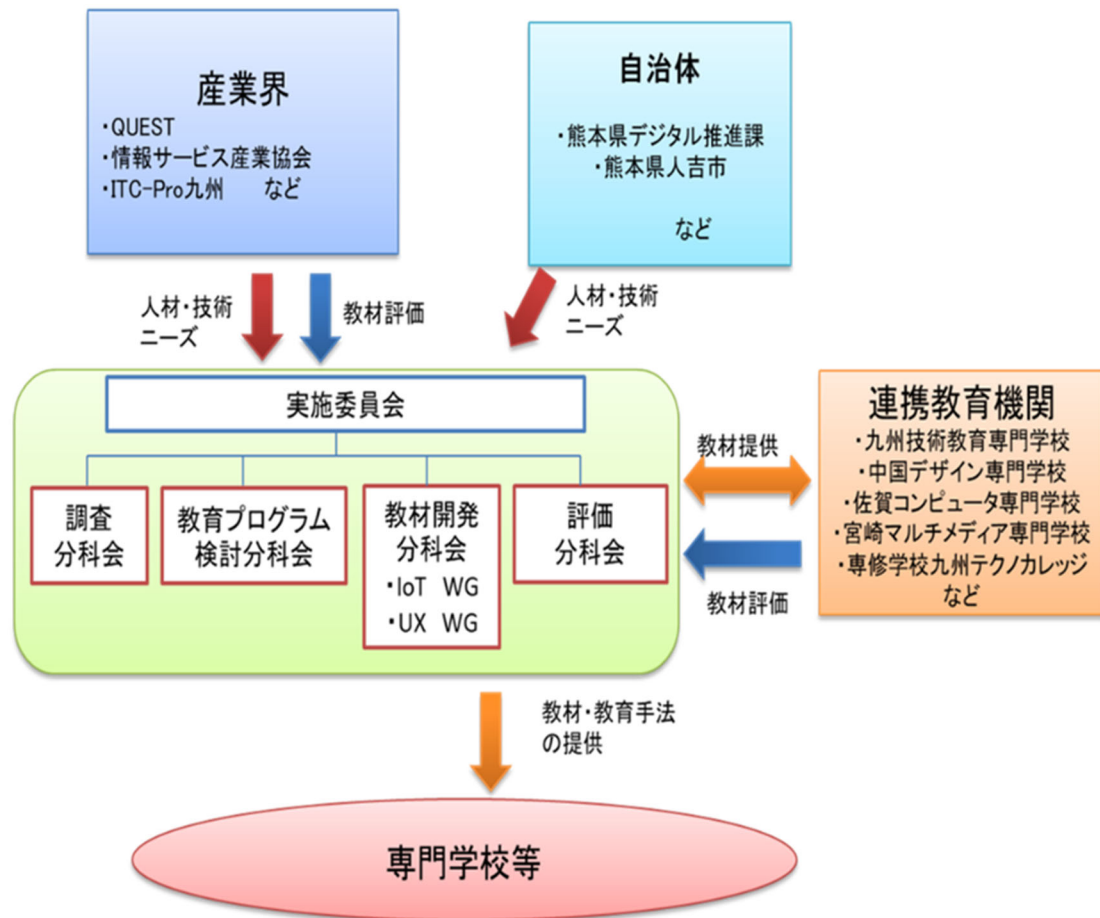 産業界
・QUEST
・情報サービス産業協会
・ITC-Pro九州　など
自治体
・熊本県デジタル推進課
・熊本県人吉市
など
人材・技術
ニーズ
教材評価
人材・技術
ニーズ
実施委員会
調査
分科会
教育プログラム
検討分科会
教材開発
分科会
・IoT　WG
・UX　WG
評価
分科会
教材提供
教材評価
連携教育機関
・九州技術教育専門学校
・中国デザイン専門学校
・佐賀コンピュータ専門学校
・宮崎マルチメディア専門学校
・専修学校九州テクノカレッジ
など
教材・教育手法
の提供
専門学校等